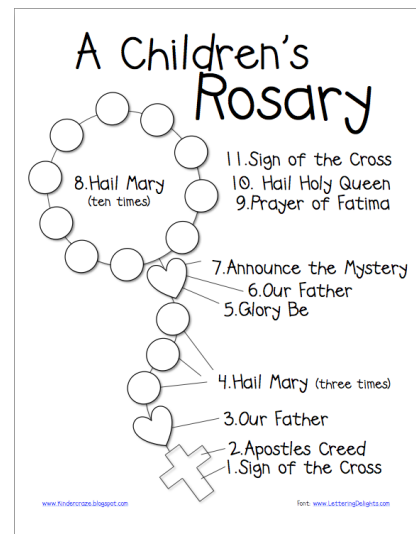 A Children's
Rosary
11.Sign of the Cross
8.Hail Mary
10. Hail Holy Queen
(ten times)
9.Prayer of Fatima
7.Announce the Mystery
6.Our Father
5.Glory Be
4.Hail Mary (three times)
3.Our Father
2.Apostles Creed
1.Sign of the Cross
www.Kindercraze.blogspot.com
Font: www.LetteringDelights.com